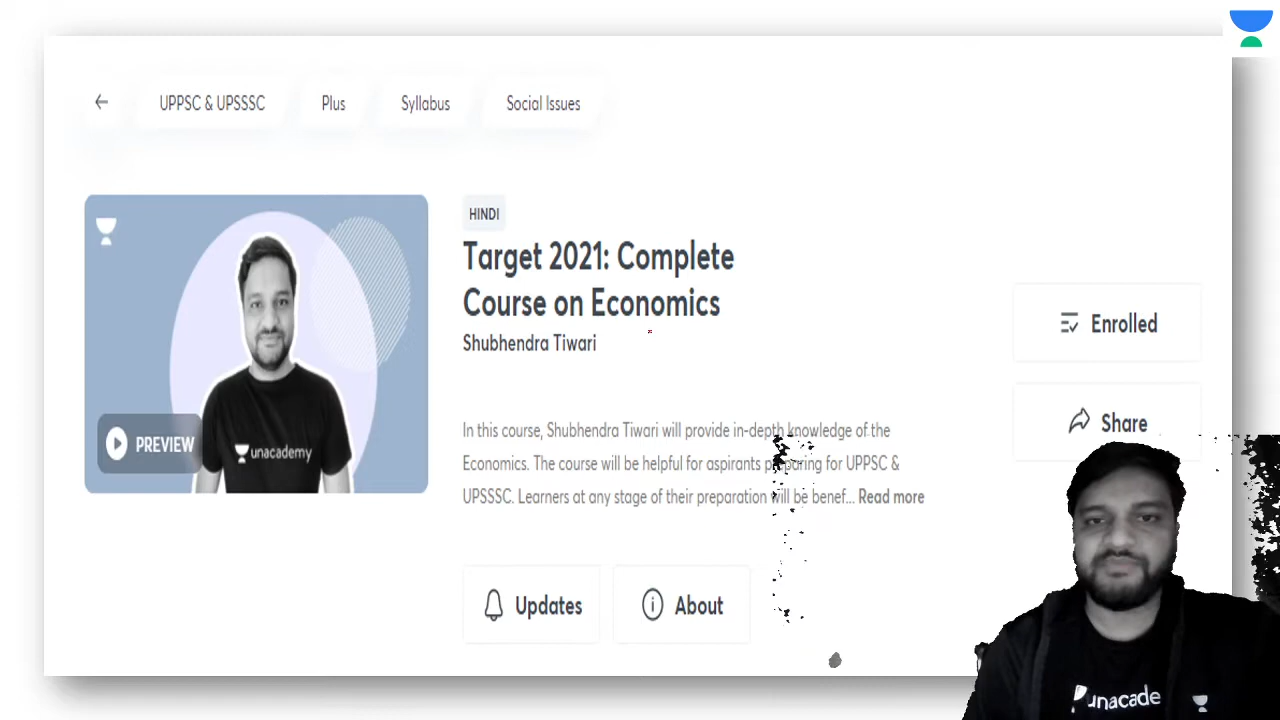 UPPSC & UPSSSC Plus Syllabus Social Issues
HINDI
Target 2021: Complete
Course on Economics
Shubhendra Tiwari
In this course, Shubhendra Tiwari will provide in-depth knowledge of the
Economics. The course will be helpful for aspirants preparing for UPPSC &
UPSSSC. Learners at any stage of their preparation will be benef... Read more
Updates
About
Enrolled
Share
PREVIEW
unacademy
unacade